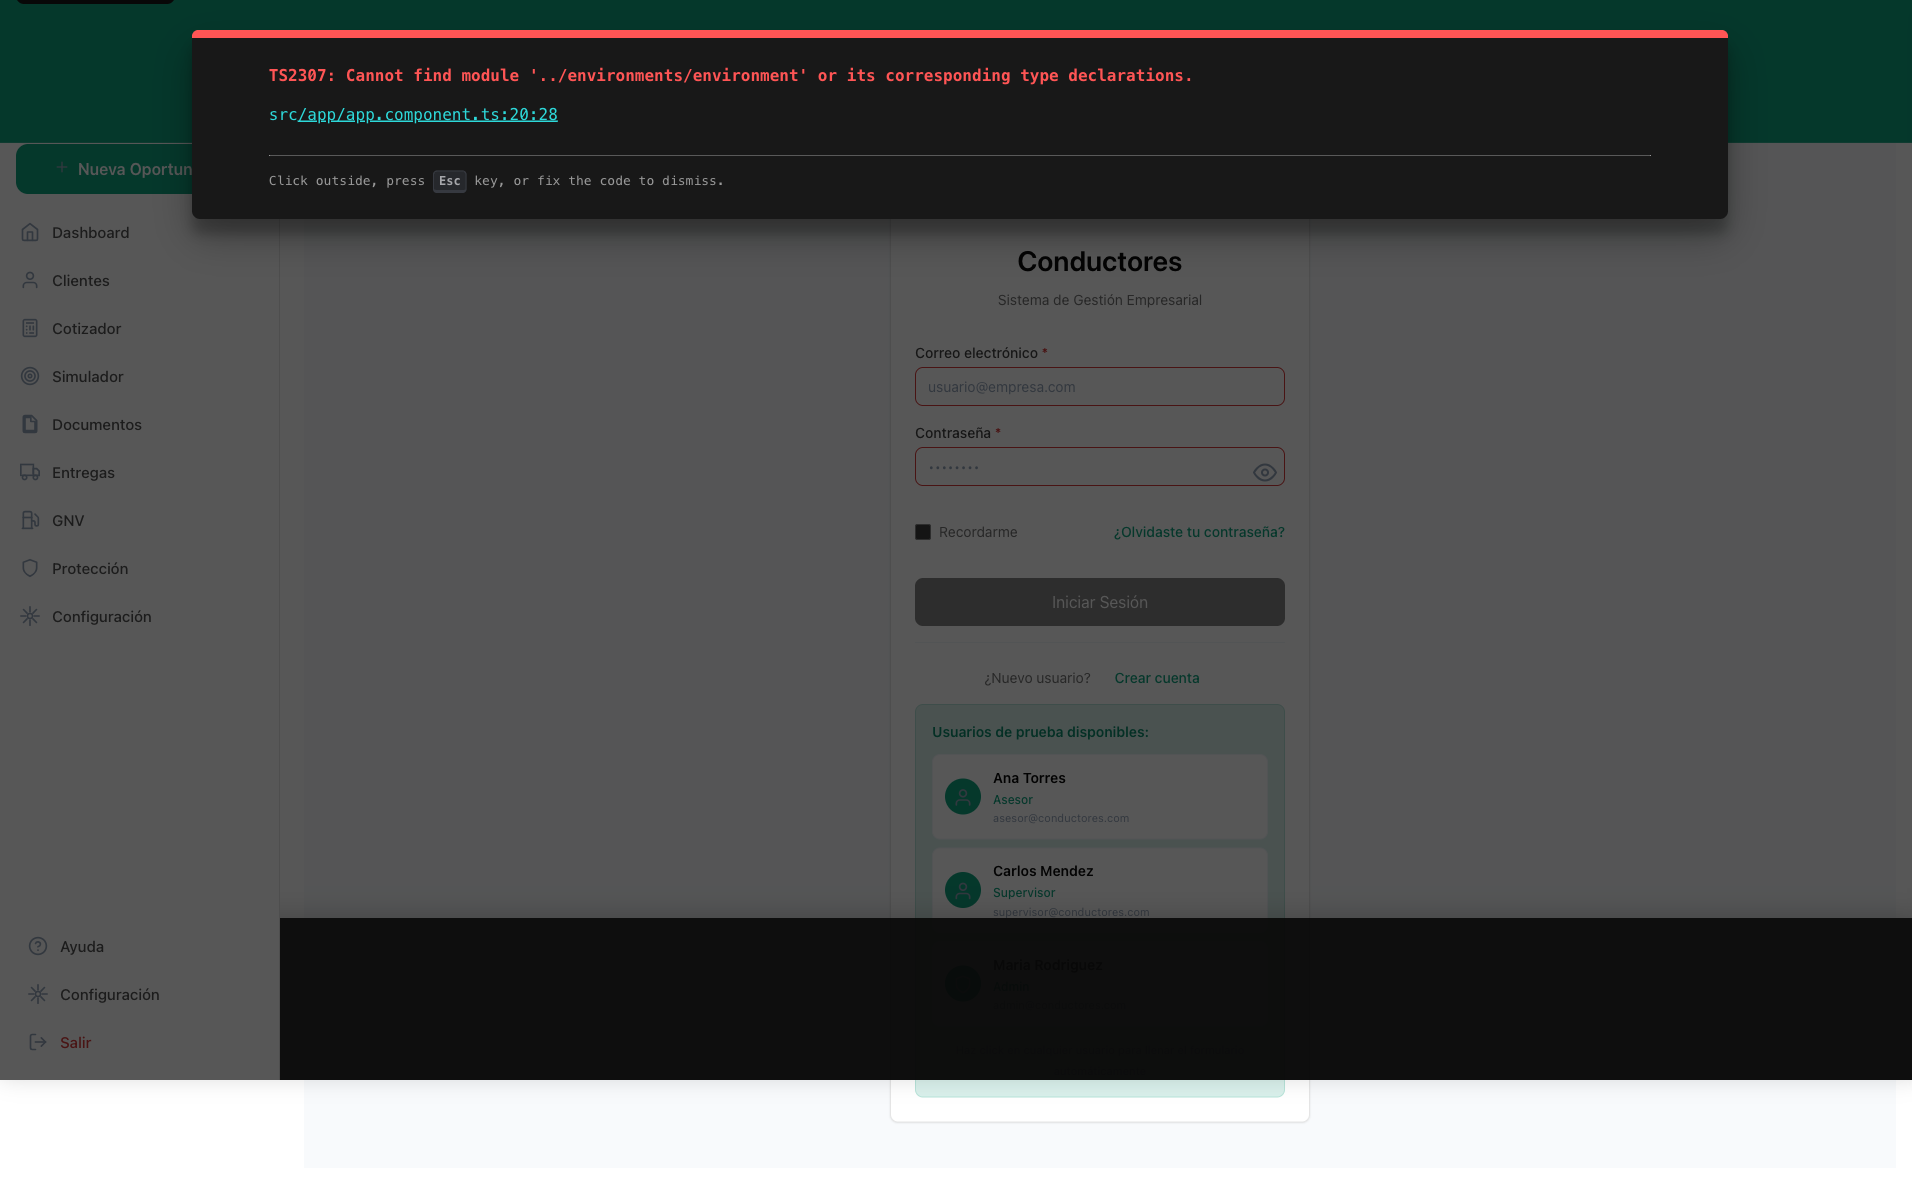 TS2307: Cannot find module '../environments/environment' or its corresponding type declarations.
src/app/app.component.ts:20:28
Click outside, press Esc key, or fix the code to dismiss.
+ Nueva Oportun
Dashboard
Clientes
Cotizador
Simulador
Documentos
Entregas
GNV
Protección
Configuración
Ayuda
Configuración
Salir
Conductores
Sistema de Gestión Empresarial
Correo electrónico *
usuario@empresa.com
Contraseña *
Recordarme
¿Olvidaste tu contraseña?
Iniciar Sesión
¿Nuevo usuario? Crear cuenta
Usuarios de prueba disponibles:
Ana Torres
Asesor
asesor@conductores.com
Carlos Mendez
Supervisor
supervisor@conductores.com
María Rodríguez